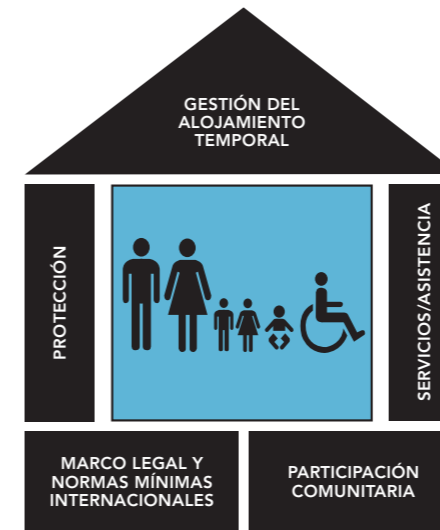 GESTIÓN DEL
ALOJAMIENTO
TEMPORAL
PROTECCIÓN
SERVICIOS/ASISTENCIA
MARCO LEGAL Y
NORMAS MÍNIMAS
INTERNACIONALES
PARTICIPACIÓN
COMUNITARIA